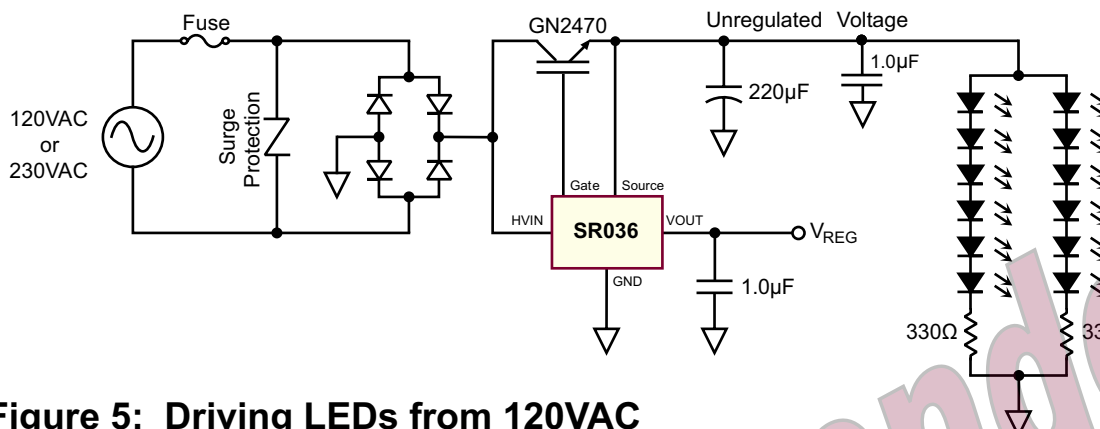 Fuse
GN2470
Unregulated Voltage
1.0µF
220µF
120VAC
or
230VAC
Surge
Protection
Gate
Source
HVIN
SR036
VOUT
VREG
GND
1.0µF
330Ω
Figure 5: Driving LEDs from 120VAC